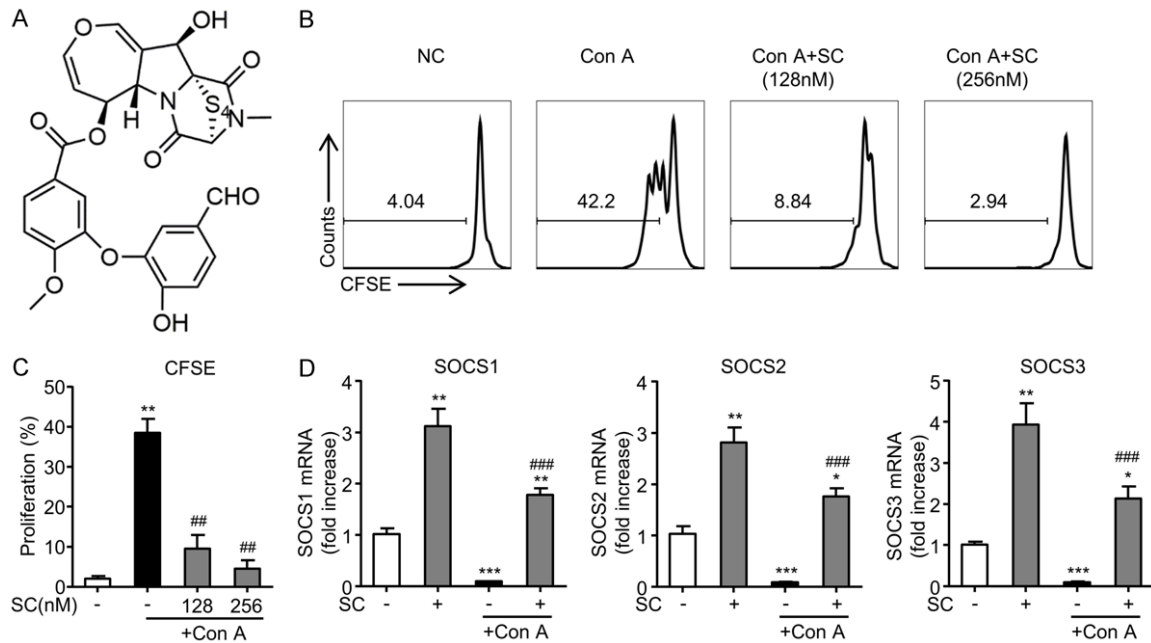 A
O
OH
O
N
S4
N
H
O
O
O
CHO
O
O
OH
B
NC
Con A
Con A+SC
(128nM)
Con A+SC
(256nM)
Counts
4.04
42.2
8.84
2.94
CFSE
C
CFSE
Proliferation (%)
50
40
30
20
10
0
**
##
##
SC(nM) - - 128 256
+Con A
D
SOCS1
SOCS1 mRNA
(fold increase)
4
3
2
1
0
**
***
###
**
SC - + - +
+Con A
SOCS2
SOCS2 mRNA
(fold increase)
4
3
2
1
0
**
***
###
*
SC - + - +
+Con A
SOCS3
SOCS3 mRNA
(fold increase)
5
4
3
2
1
0
**
***
###
*
SC - + - +
+Con A